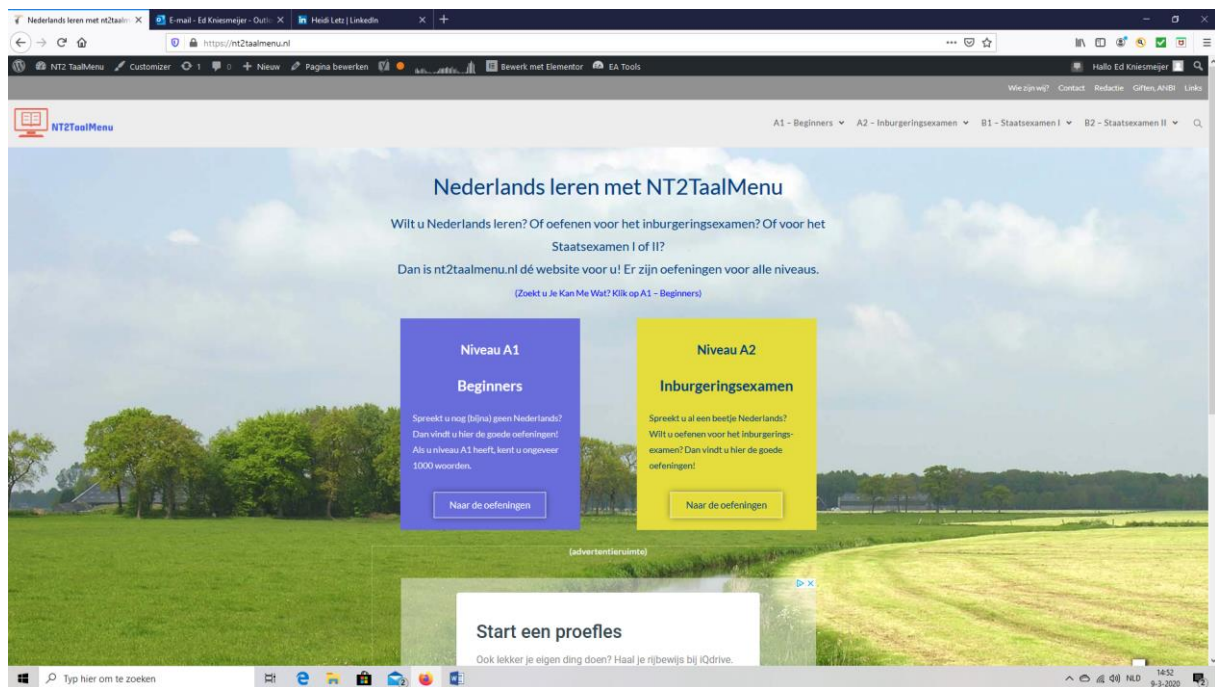 Nederlands leren met nt2taalm
E-mail - Ed Kniesmeijer - Outlo
Heidi Letz | LinkedIn
https://nt2taalmenu.nl
NT2 TaalMenu
Customizer
1
0
Nieuw
Pagina bewerken
Bewerk met Elementor
EA Tools
Hallo Ed Kniesmeijer
Wie zijn wij? Contact Redactie Giften, ANBI Links
NT2TaalMenu
A1 – Beginners A2 – Inburgeringsexamen B1 – Staatsexamen I B2 – Staatsexamen II
Nederlands leren met NT2TaalMenu
Wilt u Nederlands leren? Of oefenen voor het inburgeringsexamen? Of voor het
Staatsexamen I of II?
Dan is nt2taalmenu.nl dé website voor u! Er zijn oefeningen voor alle niveaus.
(Zoekt u Je Kan Me Wat? Klik op A1 – Beginners)
Niveau A1
Beginners
Spreekt u nog (bijna) geen Nederlands?
Dan vindt u hier de goede oefeningen!
Als u niveau A1 heeft, kent u ongeveer
1000 woorden.
Naar de oefeningen
Niveau A2
Inburgeringsexamen
Spreekt u al een beetje Nederlands?
Wilt u oefenen voor het inburgerings-
examen? Dan vindt u hier de goede
oefeningen!
Naar de oefeningen
(advertentieruimte)
Start een proefles
Ook lekker je eigen ding doen? Haal je rijbewijs bij iQdrive.
Typ hier om te zoeken
NLD
14:52
9-3-2020